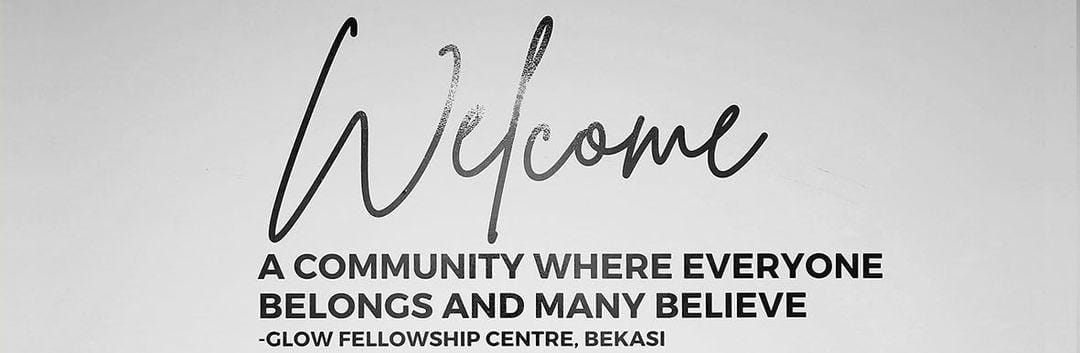 Welcome
A COMMUNITY WHERE EVERYONE
BELONGS AND MANY BELIEVE
-GLOW FELLOWSHIP CENTRE, BEKASI